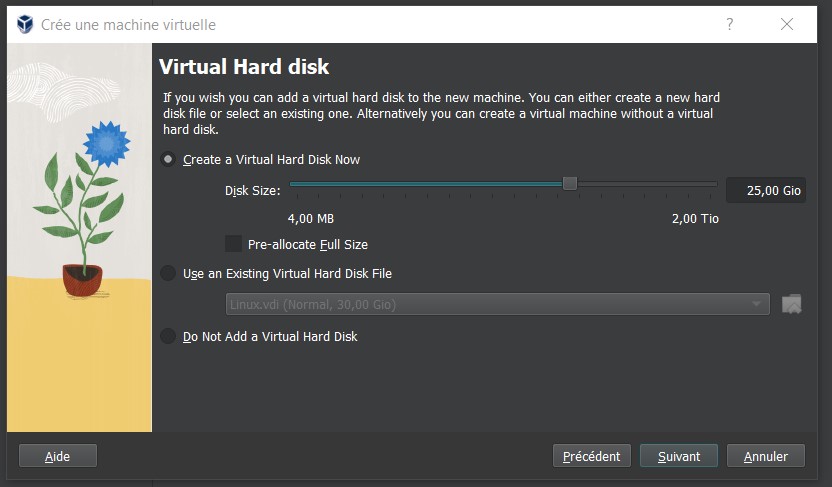 Crée une machine virtuelle
?
Virtual Hard disk
If you wish you can add a virtual hard disk to the new machine. You can either create a new hard
disk file or select an existing one. Alternatively you can create a virtual machine without a virtual
hard disk.
Create a Virtual Hard Disk Now
Disk Size:
25,00 Gio
4,00 MB
2,00 Tio
Pre-allocate Full Size
Use an Existing Virtual Hard Disk File
Linux.vdi (Normal, 30,00 Gio)
Do Not Add a Virtual Hard Disk
Aide
Précédent
Suivant
Annuler